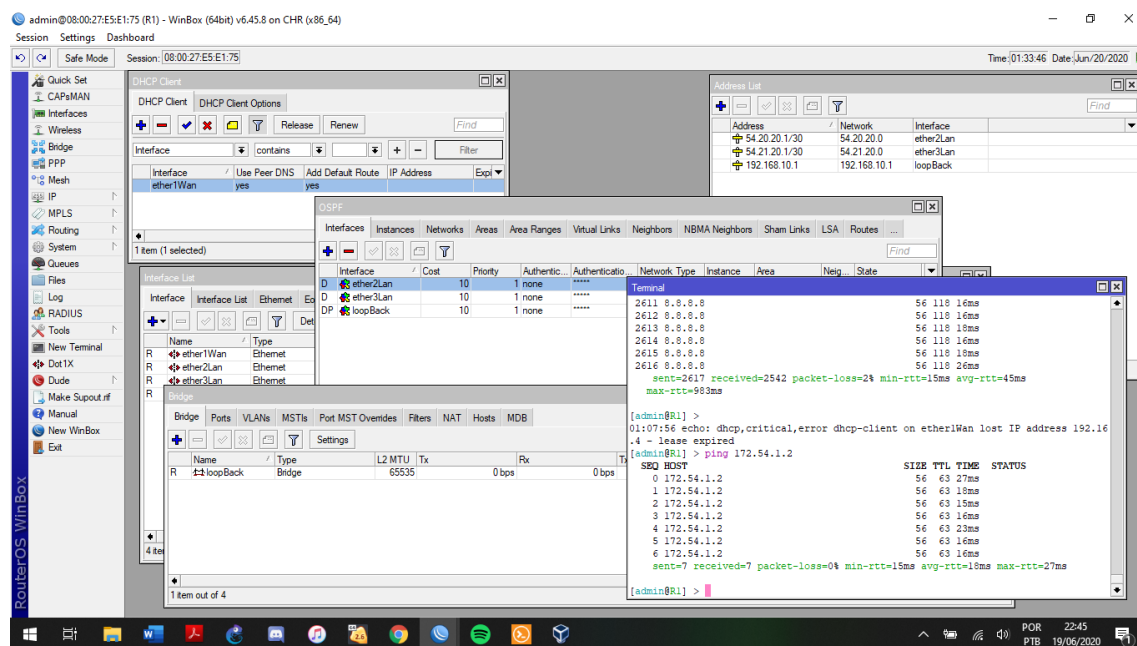 admin@08:00:27:E5:E1:75 (R1) - WinBox (64bit) v6.45.8 on CHR (x86_64)
Session Settings Dashboard
Safe Mode Session: 08:00:27:E5:E1:75 Time: 01:33:46 Date: Jun/20/2020
Quick Set
CAPsMAN
Interfaces
Wireless
Bridge
PPP
Mesh
IP
MPLS
Routing
System
Queues
Files
Log
RADIUS
Tools
New Terminal
Dot1X
Dude
Make Supout.rif
Manual
New WinBox
Exit
RouterOS WinBox
DHCP Client
DHCP Client DHCP Client Options
Release Renew Find
Interface contains + - Filter
Interface Use Peer DNS Add Default Route IP Address Expi
ether1Wan yes yes
1 item (1 selected)
Address List
Find
Address Network Interface
54.20.20.1/30 54.20.20.0 ether2Lan
54.21.20.1/30 54.21.20.0 ether3Lan
192.168.10.1 192.168.10.1 loopBack
OSPF
Interfaces Instances Networks Areas Area Ranges Virtual Links Neighbors NBMA Neighbors Sham Links LSA Routes ...
Find
Interface Cost Priority Authentic... Authenticatio... Network Type Instance Area Neig... State
D ether2Lan 10 1 none *****
D ether3Lan 10 1 none *****
DP loopBack 10 1 none
Interface List
Interface Interface List Ethernet Eo
Det
Name Type
R ether1Wan Ethernet
R ether2Lan Ethernet
R ether3Lan Ethernet
R
4 ite
Bridge
Bridge Ports VLANs MSTIs Port MST Overrides Filters NAT Hosts MDB
Settings
Name Type L2 MTU Tx Rx
R loopBack Bridge 65535 0 bps 0 bps
1 item out of 4
Terminal
2611 8.8.8.8 56 118 16ms
2612 8.8.8.8 56 118 16ms
2613 8.8.8.8 56 118 18ms
2614 8.8.8.8 56 118 16ms
2615 8.8.8.8 56 118 18ms
2616 8.8.8.8 56 118 26ms
sent=2617 received=2542 packet-loss=2% min-rtt=15ms avg-rtt=45ms
max-rtt=983ms
[admin@R1] >
01:07:56 echo: dhcp,critical,error dhcp-client on ether1Wan lost IP address 192.16
.4 - lease expired
[admin@R1] > ping 172.54.1.2
SEQ HOST SIZE TTL TIME STATUS
0 172.54.1.2 56 63 27ms
1 172.54.1.2 56 63 18ms
2 172.54.1.2 56 63 15ms
3 172.54.1.2 56 63 16ms
4 172.54.1.2 56 63 23ms
5 172.54.1.2 56 63 16ms
6 172.54.1.2 56 63 16ms
sent=7 received=7 packet-loss=0% min-rtt=15ms avg-rtt=18ms max-rtt=27ms
[admin@R1] >
POR 22:45
PTB 19/06/2020